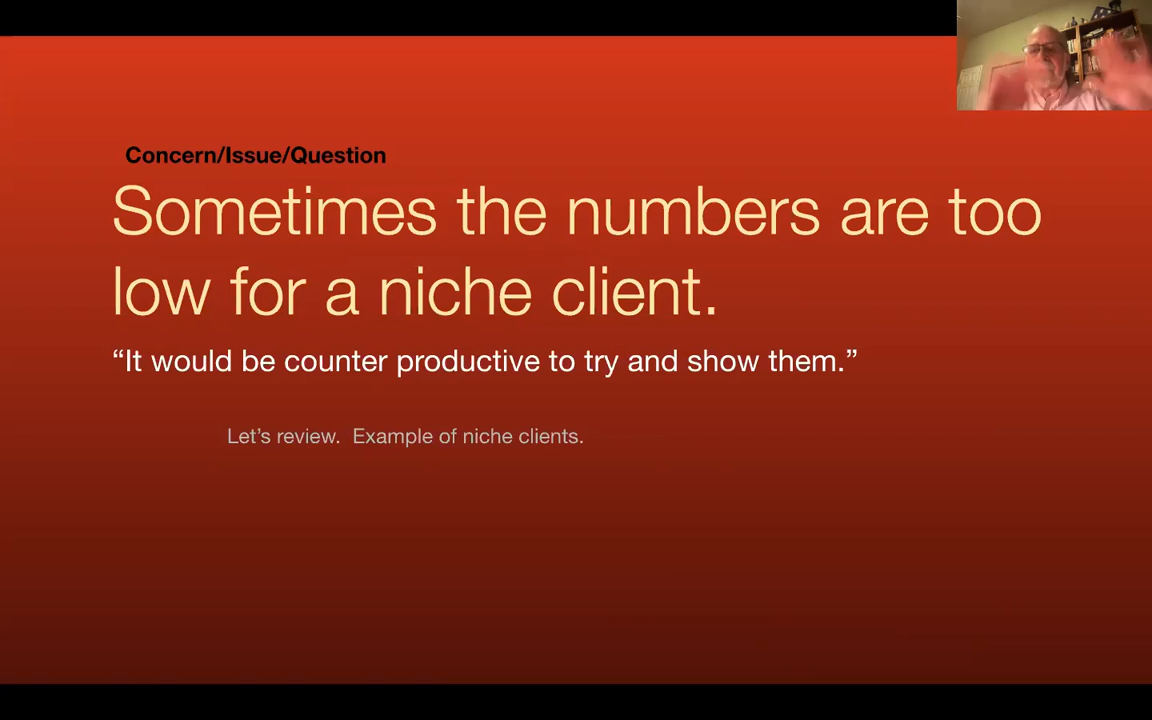 Concern/Issue/Question
Sometimes the numbers are too
low for a niche client.
“It would be counter productive to try and show them.”
Let’s review.  Example of niche clients.